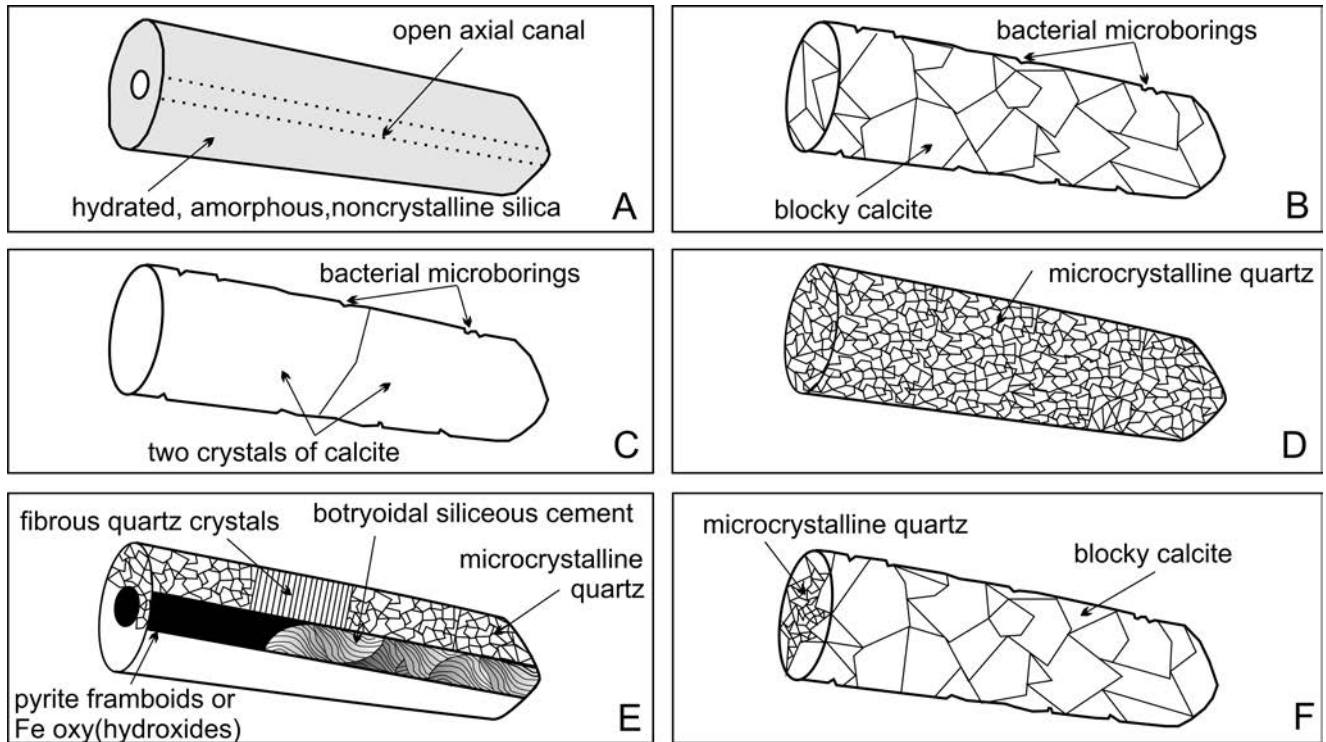 open axial canal
hydrated, amorphous,noncrystalline silica
A
bacterial microborings
blocky calcite
B
bacterial microborings
two crystals of calcite
C
microcrystalline quartz
D
fibrous quartz crystals
botryoidal siliceous cement
microcrystalline
quartz
pyrite framboids or
Fe oxy(hydroxides)
E
microcrystalline quartz
blocky calcite
F